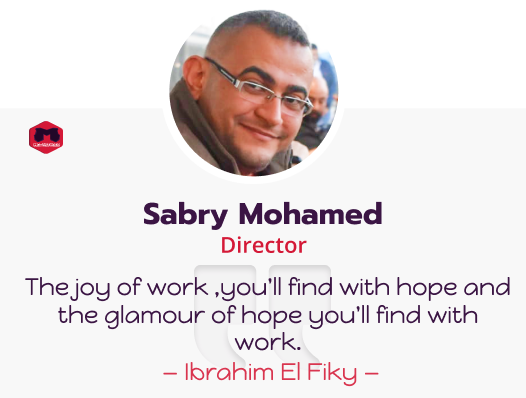 Sabry Mohamed
Director
The joy of work ,you'll find with hope and
the glamour of hope you'll find with
work.
– Ibrahim El Fiky –